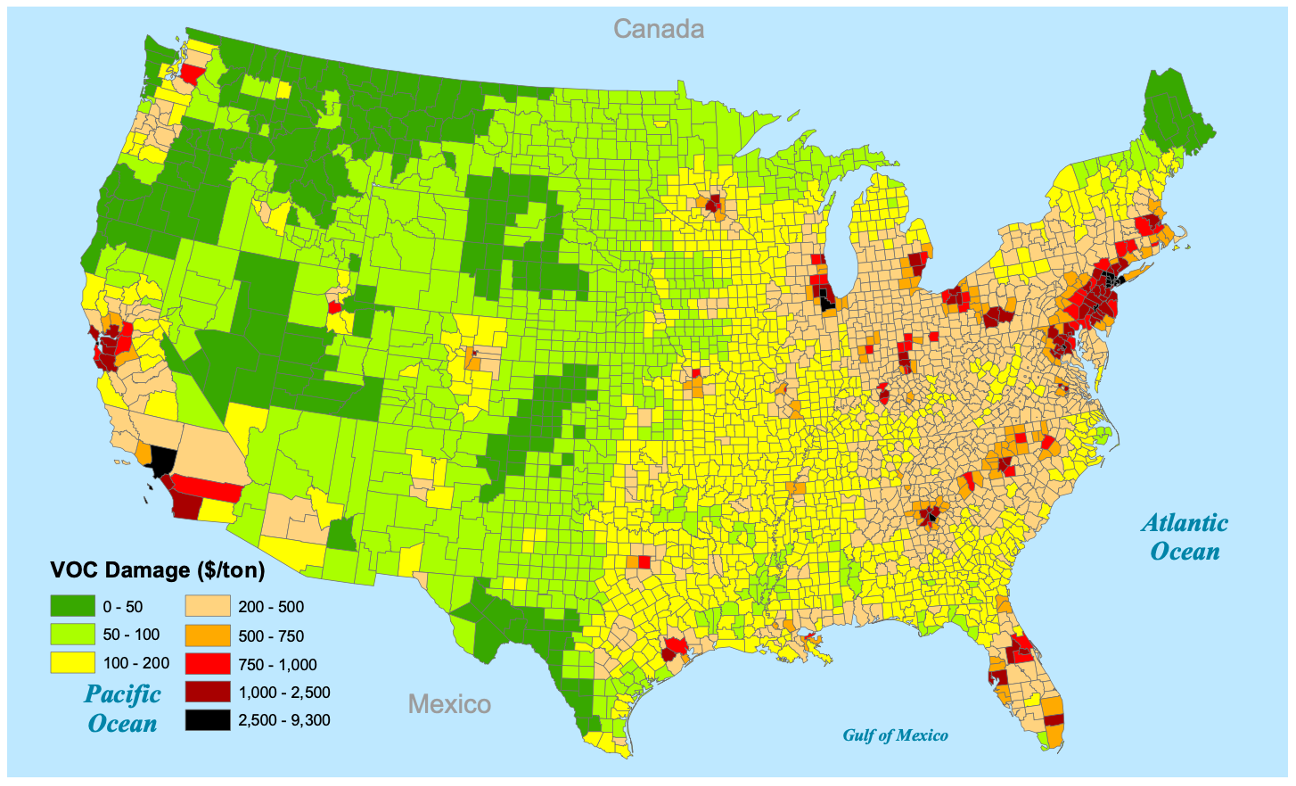 Canada
Atlantic
Ocean
VOC Damage ($/ton)
0 - 50
50 - 100
100 - 200
200 - 500
500 - 750
750 - 1,000
1,000 - 2,500
2,500 - 9,300
Pacific
Ocean
Mexico
Gulf of Mexico